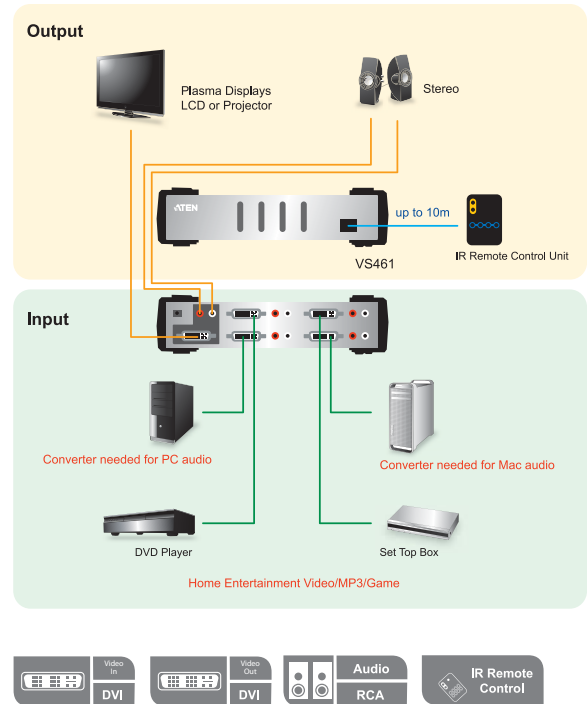 Output
Plasma Displays
LCD or Projector
Stereo
ATEN
up to 10m
IR Remote Control Unit
VS461
Input
Converter needed for PC audio
Converter needed for Mac audio
DVD Player
Set Top Box
Home Entertainment Video/MP3/Game
Video
In
DVI
Video
Out
DVI
Audio
RCA
IR Remote
Control